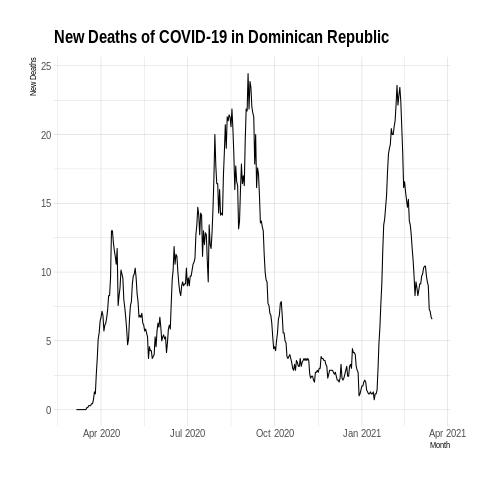 New Deaths of COVID-19 in Dominican Republic
New Deaths
25
20
15
10
5
0
Apr 2020
Jul 2020
Oct 2020
Jan 2021
Apr 2021
Month